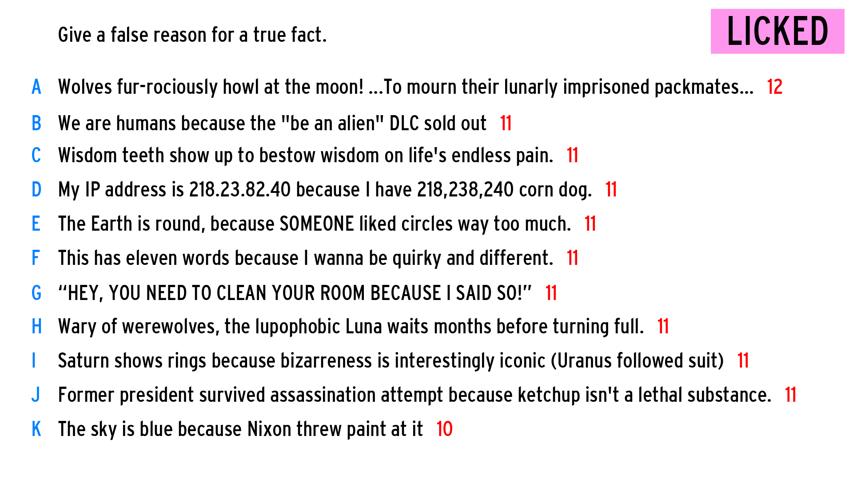 Give a false reason for a true fact.
LICKED
A Wolves fur-rociously howl at the moon! ...To mourn their lunarly imprisoned packmates... 12
B We are humans because the "be an alien" DLC sold out 11
C Wisdom teeth show up to bestow wisdom on life's endless pain. 11
D My IP address is 218.23.82.40 because I have 218,238,240 corn dog. 11
E The Earth is round, because SOMEONE liked circles way too much. 11
F This has eleven words because I wanna be quirky and different. 11
G “HEY, YOU NEED TO CLEAN YOUR ROOM BECAUSE I SAID SO!” 11
H Wary of werewolves, the lupophobic Luna waits months before turning full. 11
I Saturn shows rings because bizarreness is interestingly iconic (Uranus followed suit) 11
J Former president survived assassination attempt because ketchup isn't a lethal substance. 11
K The sky is blue because Nixon threw paint at it 10